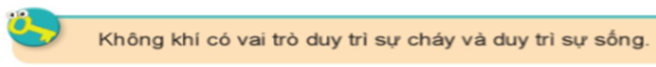 Không khí có vai trò duy trì sự cháy và duy trì sự sống.